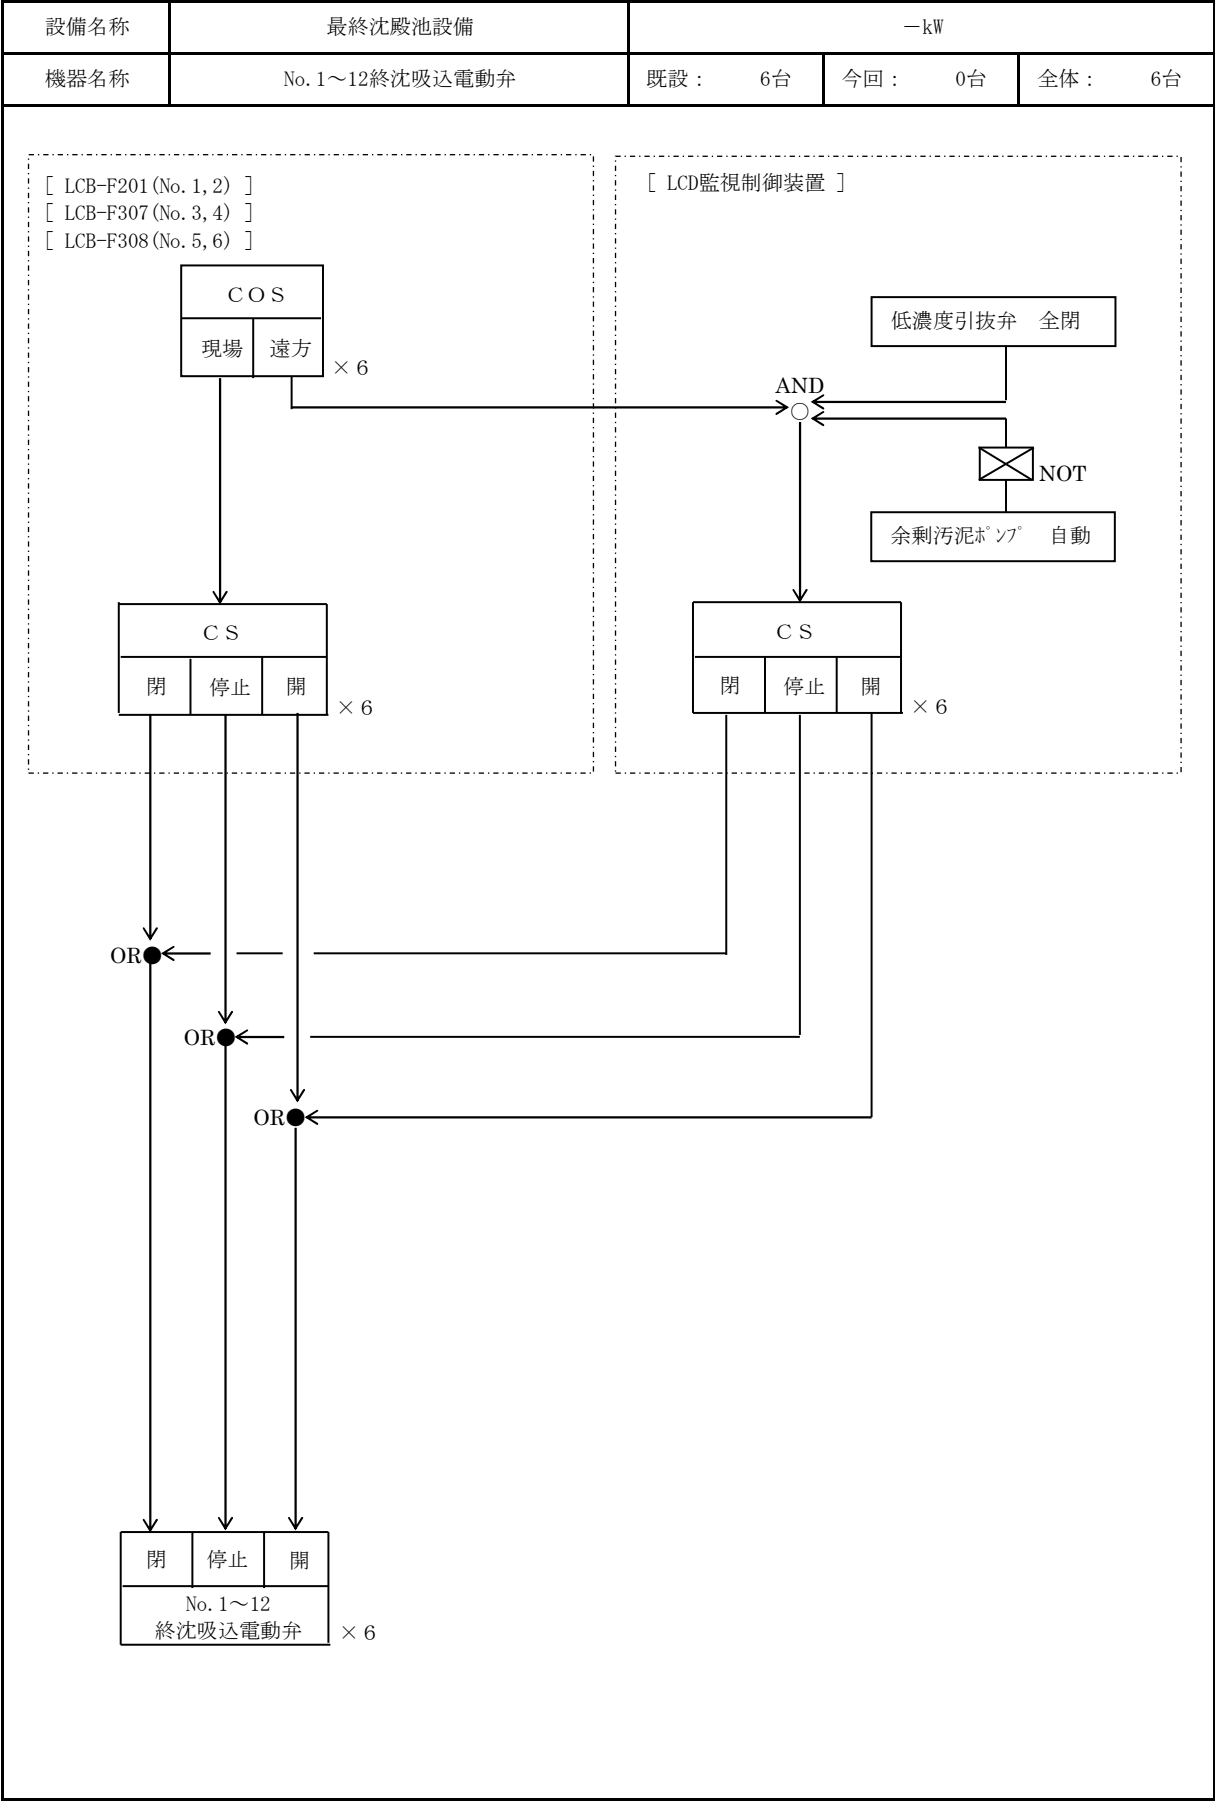 設備名称 最終沈殿池設備 －kW
機器名称 No.1～12終沈吸込電動弁 既設： 6台 今回： 0台 全体： 6台
[ LCB-F201(No.1,2) ]
[ LCB-F307(No.3,4) ]
[ LCB-F308(No.5,6) ]
ＣＯＳ
現場 遠方
×６
[ LCD監視制御装置 ]
低濃度引抜弁 全閉
AND
NOT
余剰汚泥ﾎﾟﾝﾌﾟ 自動
ＣＳ
閉 停止 開
×６
ＣＳ
閉 停止 開
×６
OR
OR
OR
閉 停止 開
No.1～12
終沈吸込電動弁
×６